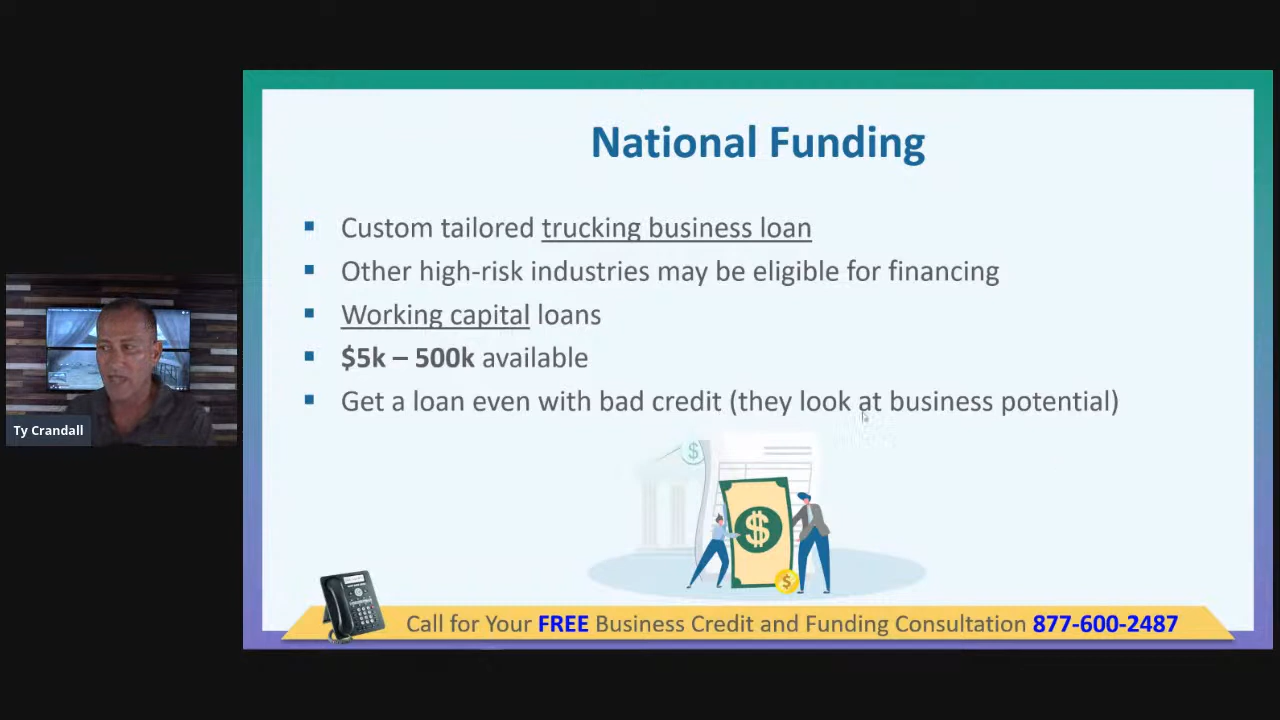 National Funding
Custom tailored trucking business loan
Other high-risk industries may be eligible for financing
Working capital loans
$5k – 500k available
Get a loan even with bad credit (they look at business potential)
$
$
$
Ty Crandall
Call for Your FREE Business Credit and Funding Consultation 877-600-2487